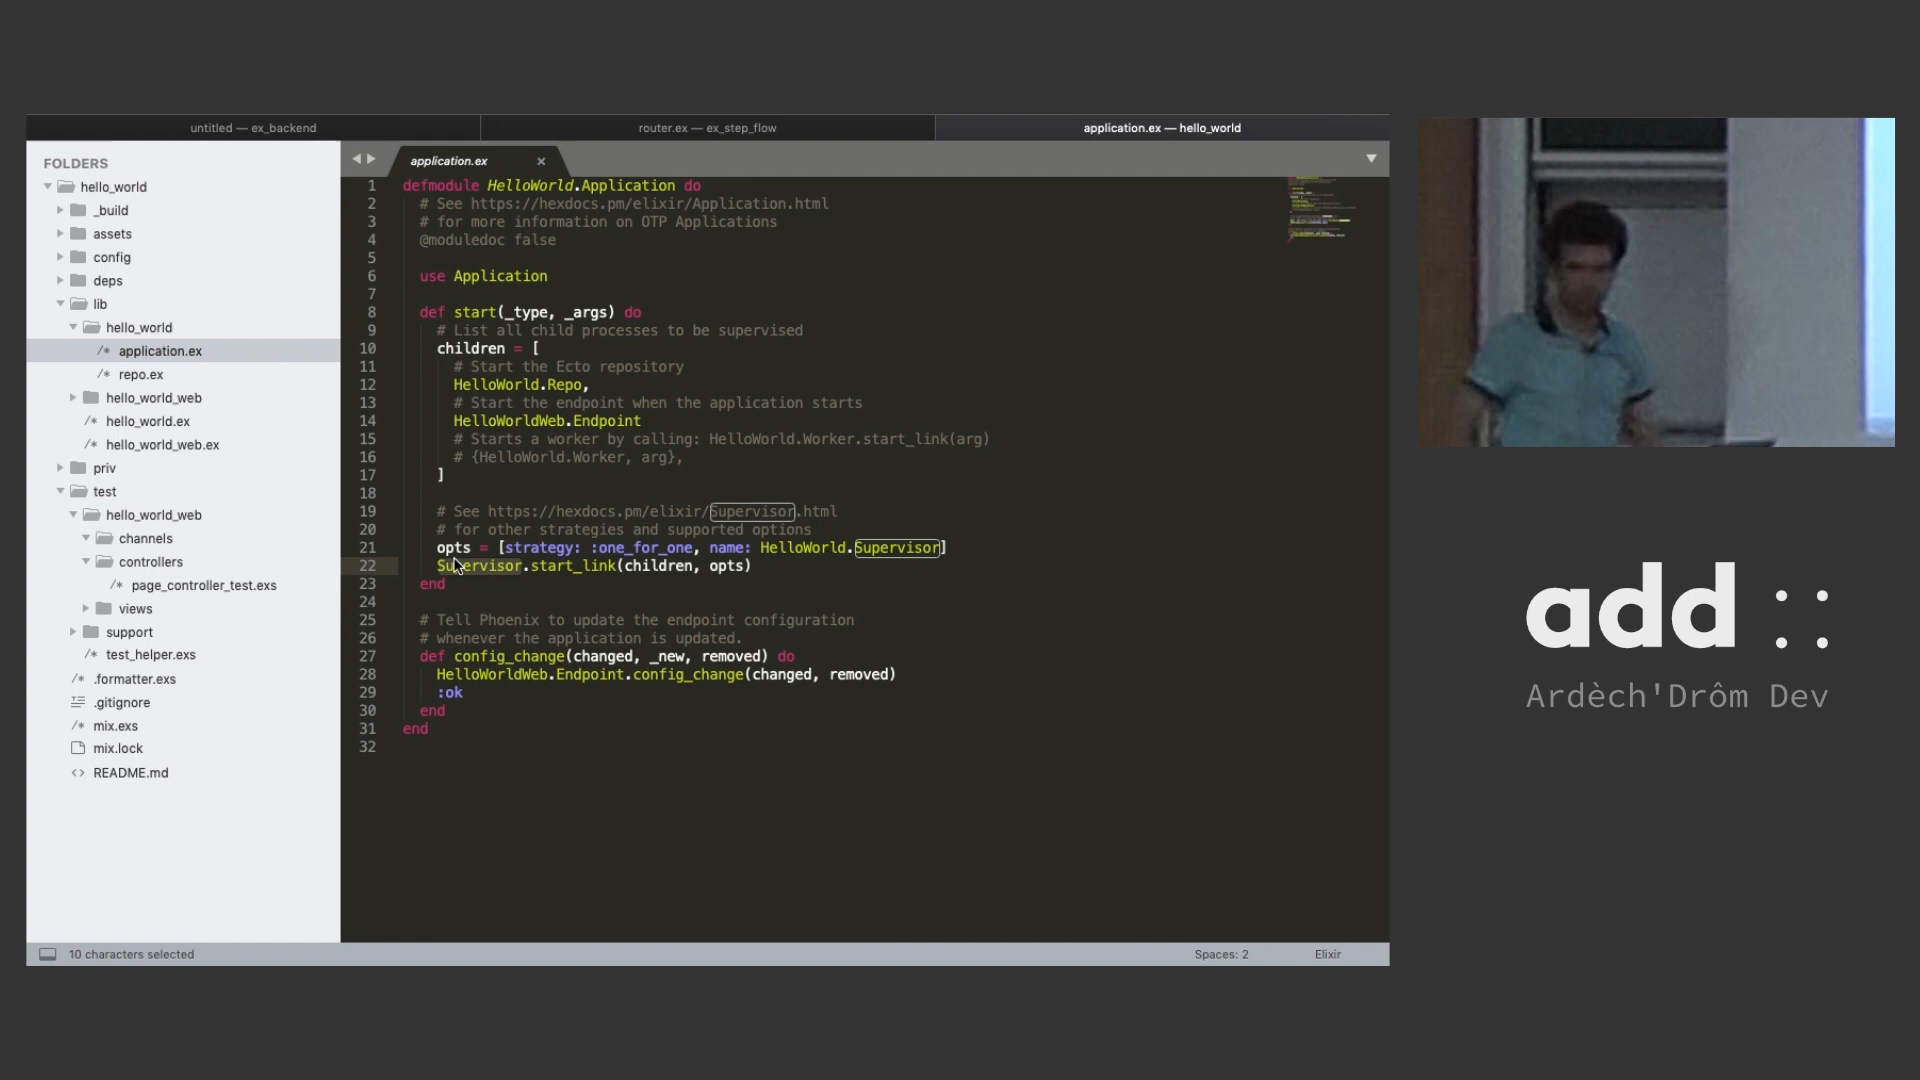 untitled — ex_backend
router.ex — ex_step_flow
application.ex — hello_world
FOLDERS
hello_world
_build
assets
config
deps
lib
hello_world
/* application.ex
/* repo.ex
hello_world_web
/* hello_world.ex
/* hello_world_web.ex
priv
test
hello_world_web
channels
controllers
/* page_controller_test.exs
views
support
/* test_helper.exs
/* .formatter.exs
.gitignore
/* mix.exs
mix.lock
<> README.md
application.ex
1 defmodule HelloWorld.Application do
2 # See https://hexdocs.pm/elixir/Application.html
3 # for more information on OTP Applications
4 @moduledoc false
5
6 use Application
7
8 def start(_type, _args) do
9 # List all child processes to be supervised
10 children = [
11 # Start the Ecto repository
12 HelloWorld.Repo,
13 # Start the endpoint when the application starts
14 HelloWorldWeb.Endpoint
15 # Starts a worker by calling: HelloWorld.Worker.start_link(arg)
16 # {HelloWorld.Worker, arg},
17 ]
18
19 # See https://hexdocs.pm/elixir/Supervisor.html
20 # for other strategies and supported options
21 opts = [strategy: :one_for_one, name: HelloWorld.Supervisor]
22 Supervisor.start_link(children, opts)
23 end
24
25 # Tell Phoenix to update the endpoint configuration
26 # whenever the application is updated.
27 def config_change(changed, _new, removed) do
28 HelloWorldWeb.Endpoint.config_change(changed, removed)
29 :ok
30 end
31 end
32
10 characters selected
Spaces: 2
Elixir
add ::
Ardèch'Drôm Dev